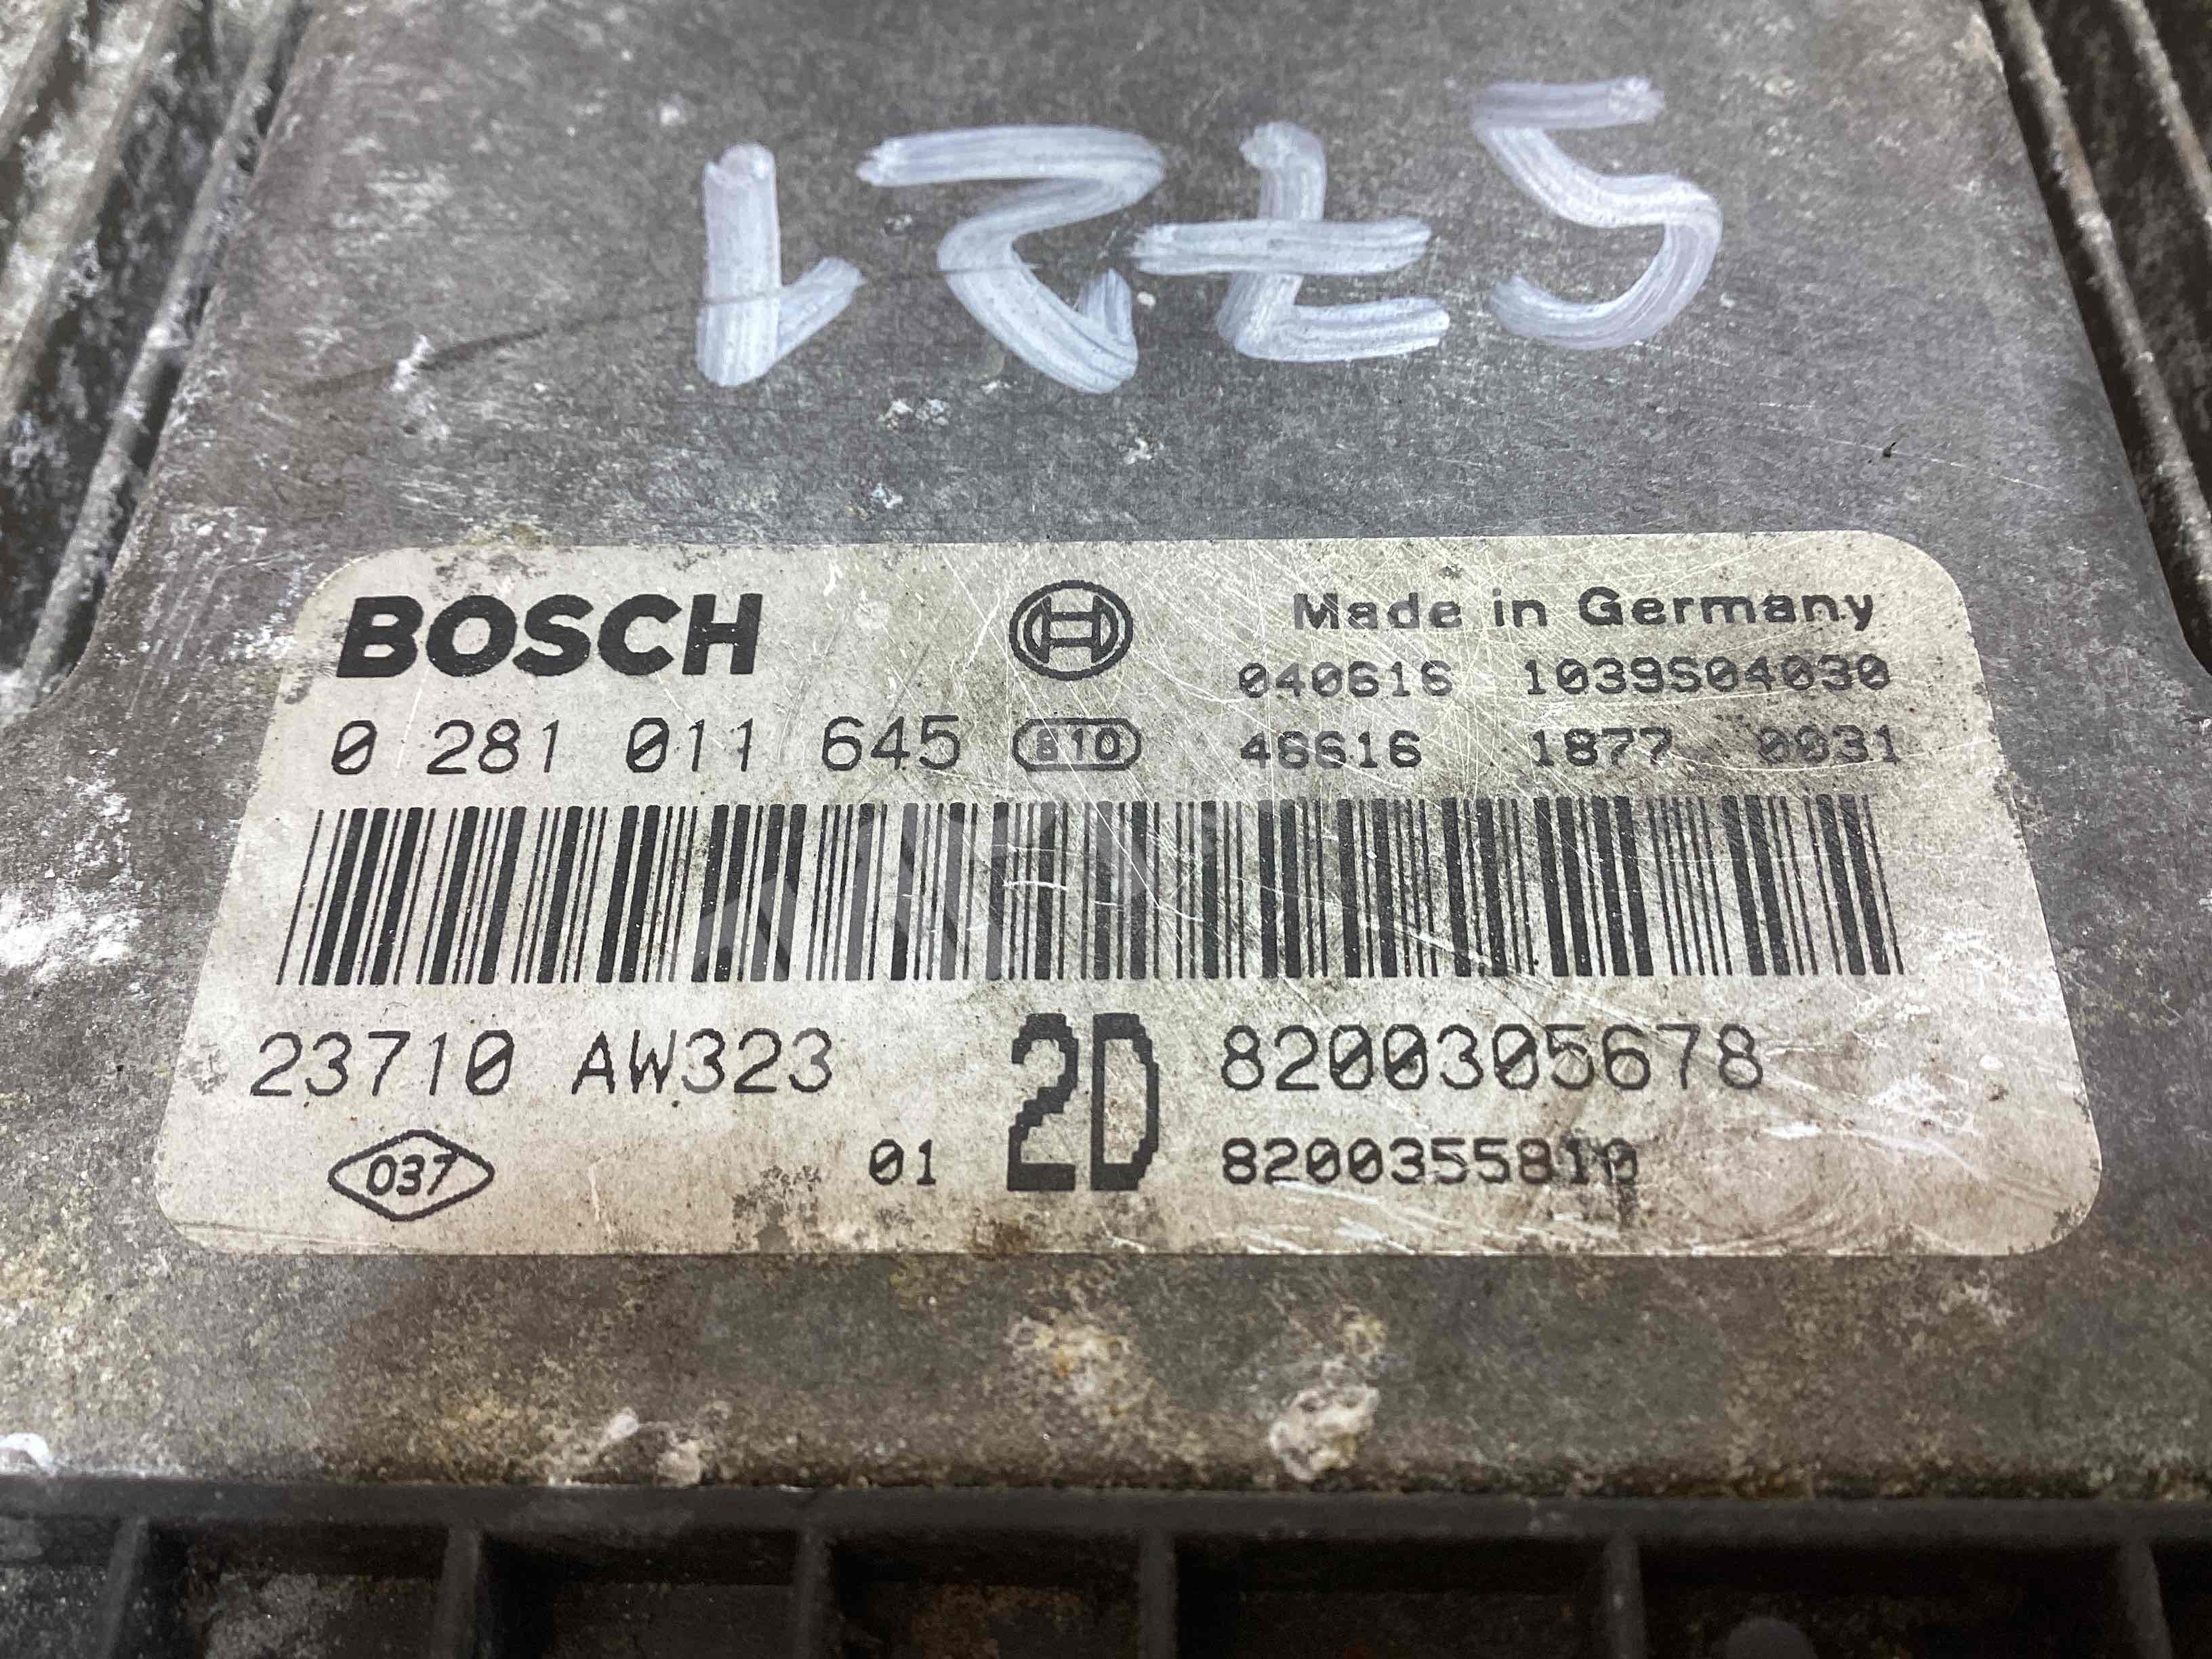 5721
BOSCH Made in Germany
040616 1039S04030
0 281 011 645 810 46616 1877 0031
23710 AW323 2D 8200305678
037 01 8200355810